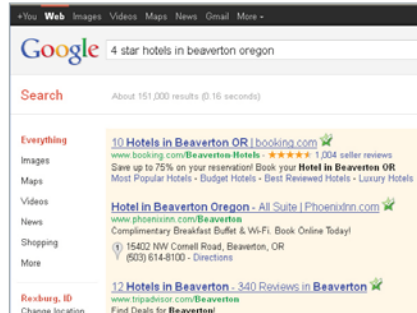 +You Web Images Videos Maps News Gmail More
Google 4 star hotels in beaverton oregon
Search About 151,000 results (0.16 seconds)
Everything
Images
Maps
Videos
News
Shopping
More
Rexburg, ID
Change location
10 Hotels in Beaverton OR | booking.com
www.booking.com/Beaverton-Hotels - 1,004 seller reviews
Save up to 75% on your reservation! Book your Hotel in Beaverton OR
Most Popular Hotels - Budget Hotels - Best Reviewed Hotels - Luxury Hotels
Hotel in Beaverton Oregon - All Suite | PhoenixInn.com
www.phoenixinn.com/Beaverton
Complimentary Breakfast Buffet & Wi-Fi. Book Online Today!
15402 NW Cornell Road, Beaverton, OR
(503) 614-8100 - Directions
12 Hotels in Beaverton - 340 Reviews in Beaverton
www.tripadvisor.com/Beaverton
Find Deals for Beaverton!